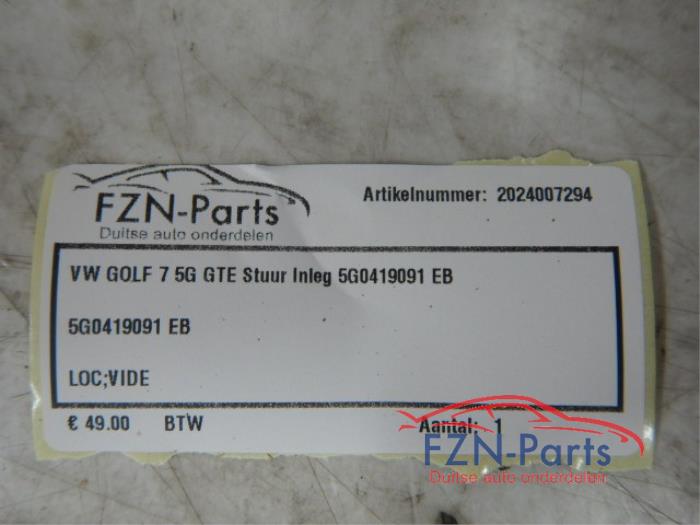 FZN-Parts
Duitse auto onderdelen
Artikelnummer: 2024007294
VW GOLF 7 5G GTE Stuur Inleg 5G0419091 EB
5G0419091 EB
LOC;VIDE
€ 49.00 BTW Aantal: 1
FZN-Parts
Duitse auto onderdelen